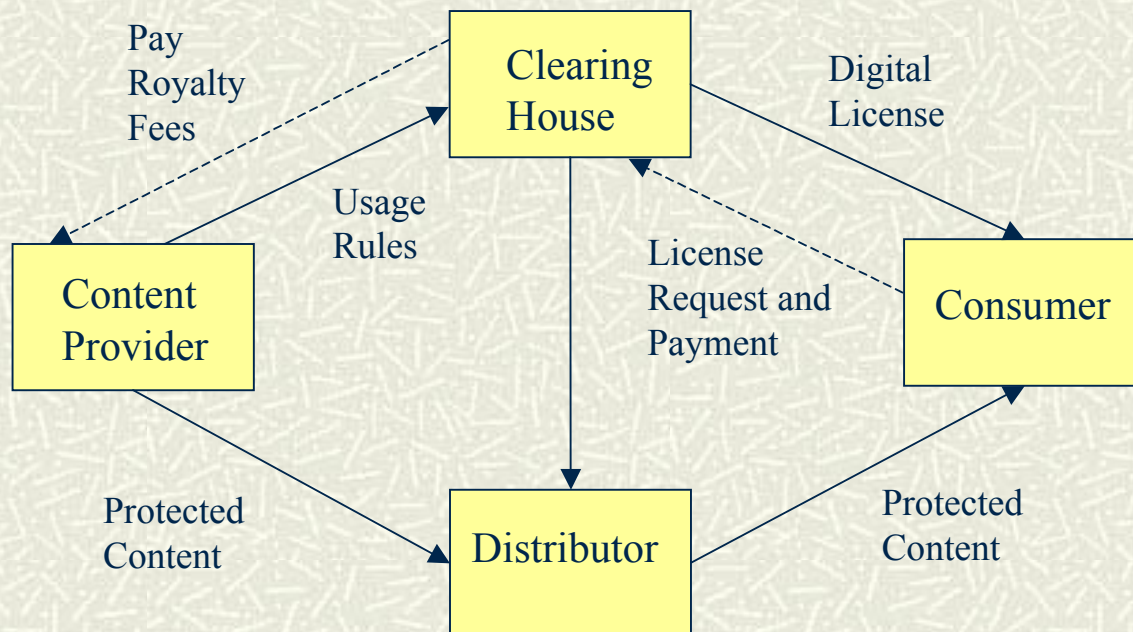 Pay
Royalty
Fees
Clearing
House
Digital
License
Usage
Rules
License
Request and
Payment
Content
Provider
Consumer
Protected
Content
Distributor
Protected
Content